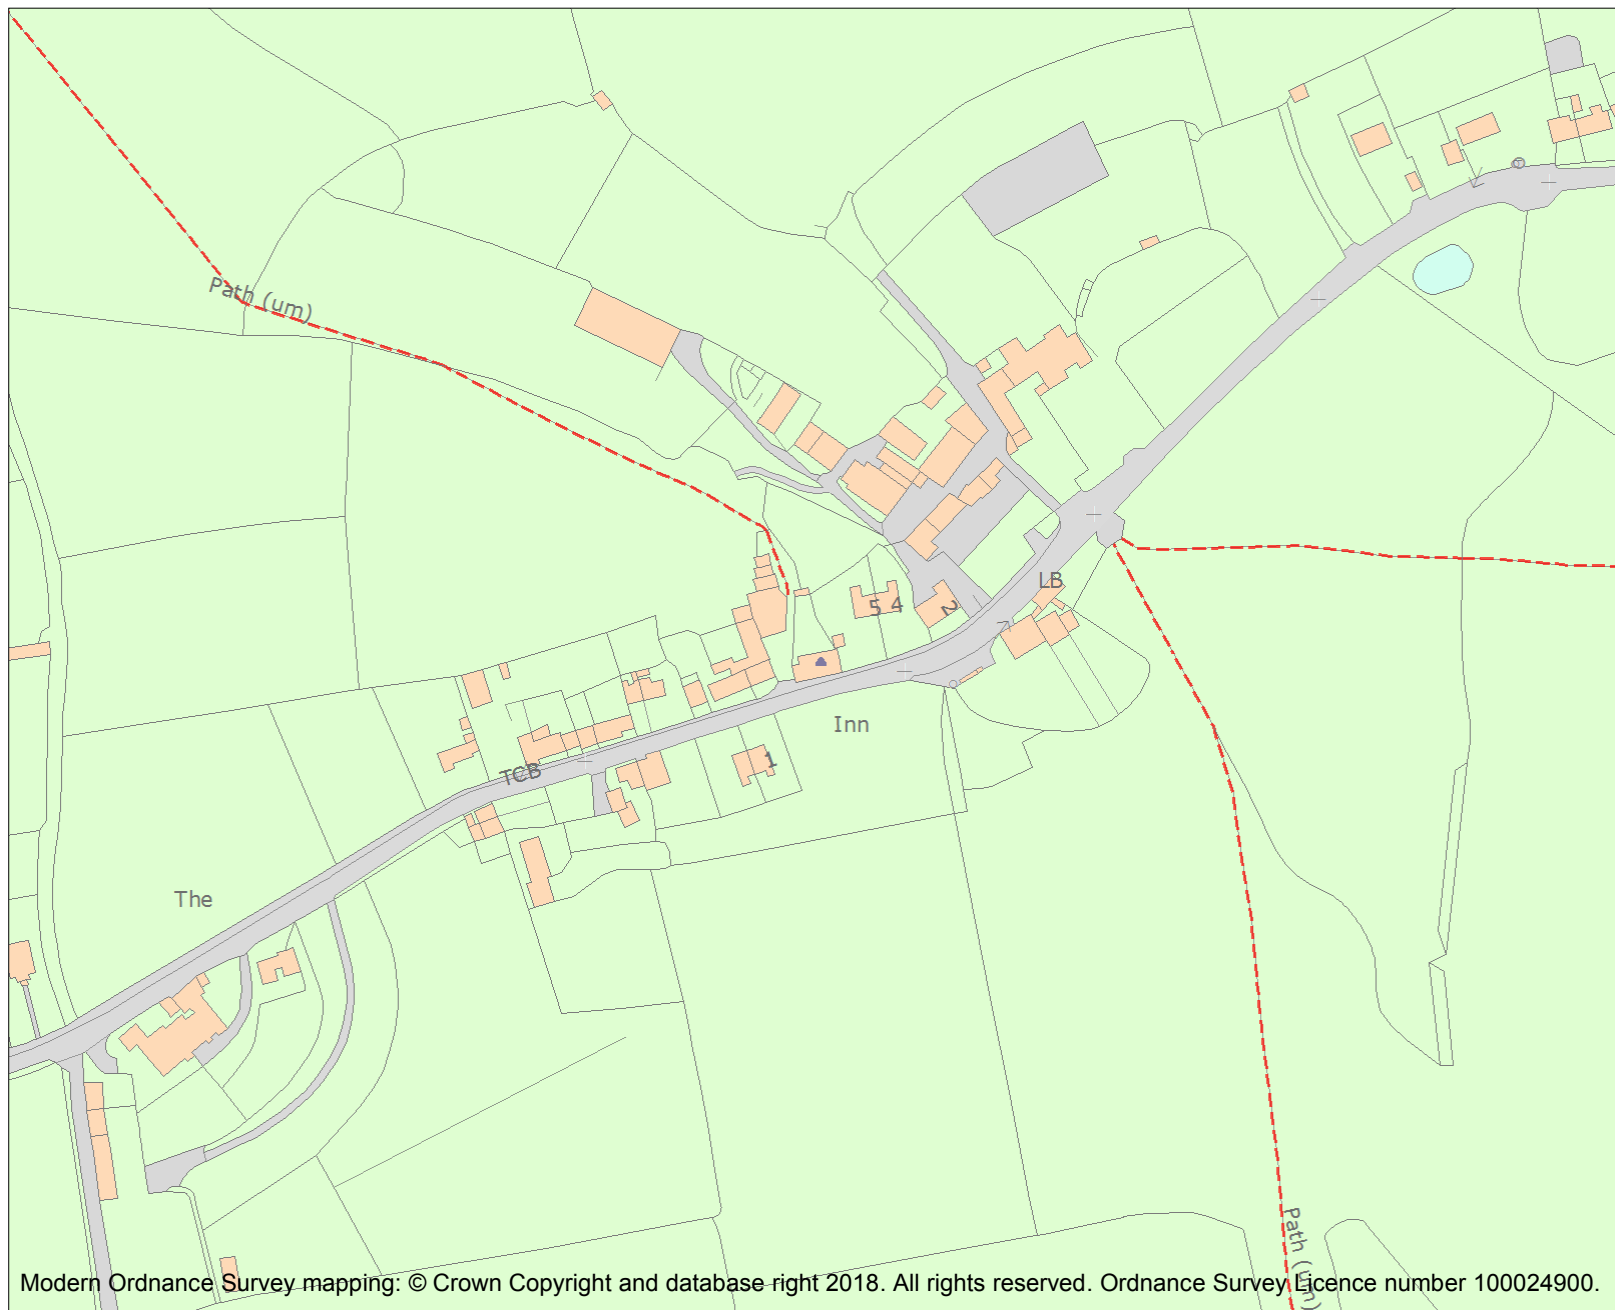 Path (um)
LB
5 4
2
Inn
1
TCB
The
Path (um)
Modern Ordnance Survey mapping: © Crown Copyright and database right 2018. All rights reserved. Ordnance Survey Licence number 100024900.